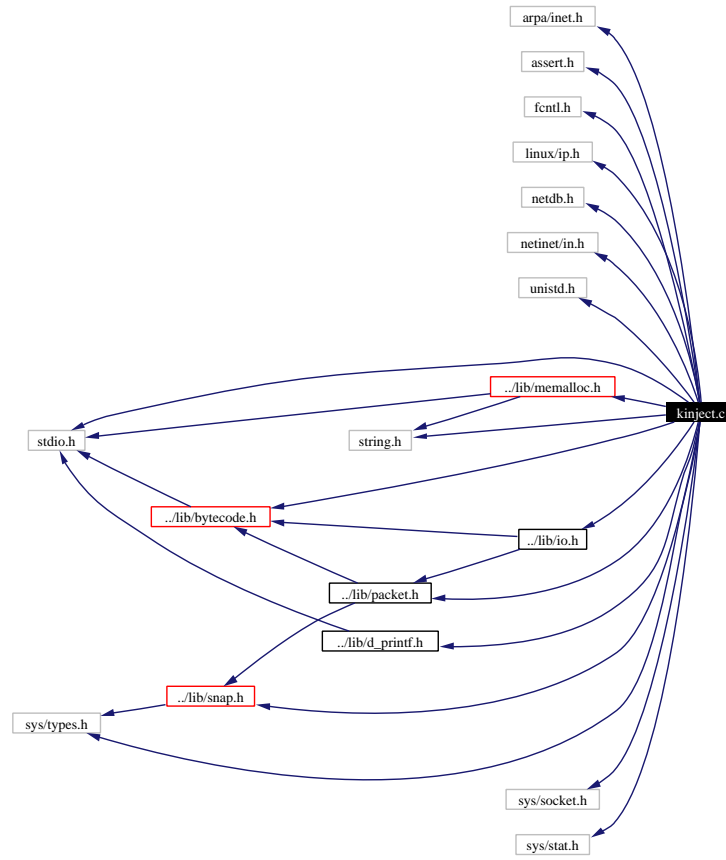 arpa/inet.h
assert.h
fcntl.h
linux/ip.h
netdb.h
netinet/in.h
unistd.h
../lib/memalloc.h
kinject.c
stdio.h
string.h
../lib/bytecode.h
../lib/io.h
../lib/packet.h
../lib/d_printf.h
../lib/snap.h
sys/types.h
sys/socket.h
sys/stat.h